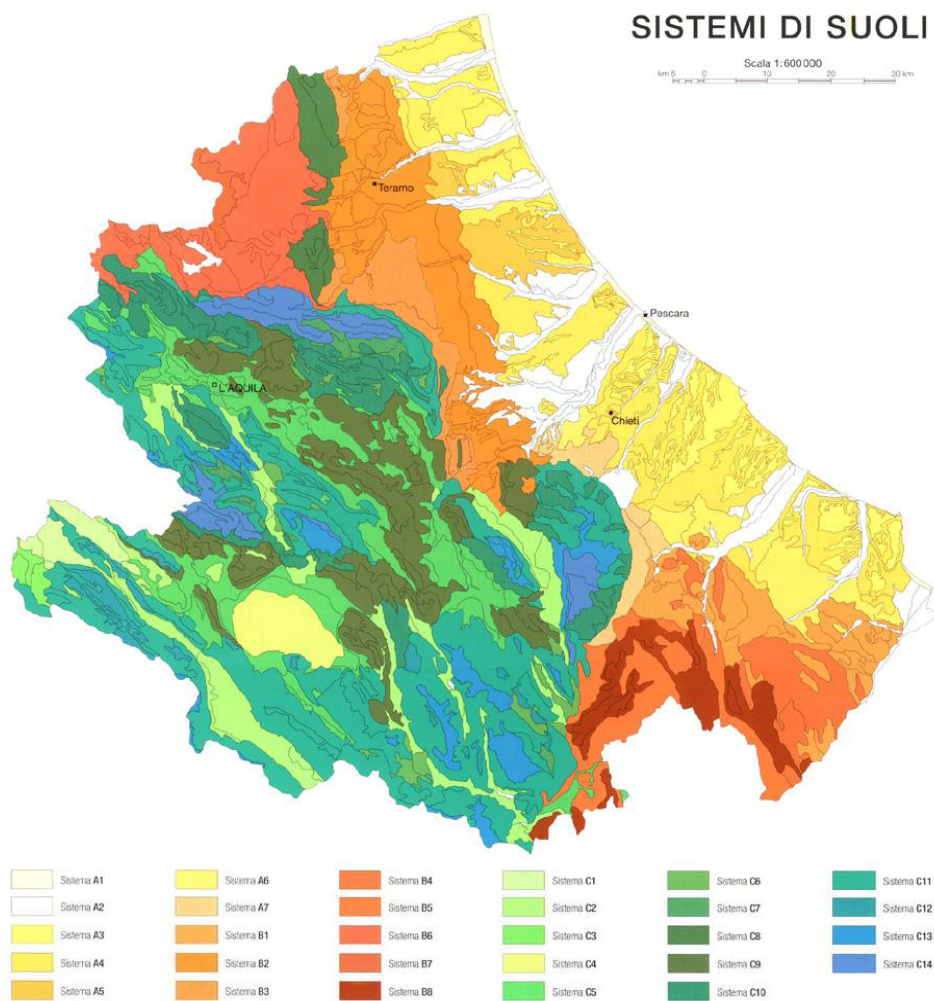 SISTEMI DI SUOLI
Scala 1:600 000
km 5 0 10 20 30 km
Teramo
Pescara
L'AQUILA
Chieti
Sistema A1
Sistema A2
Sistema A3
Sistema A4
Sistema A5
Sistema A6
Sistema A7
Sistema B1
Sistema B2
Sistema B3
Sistema B4
Sistema B5
Sistema B6
Sistema B7
Sistema B8
Sistema C1
Sistema C2
Sistema C3
Sistema C4
Sistema C5
Sistema C6
Sistema C7
Sistema C8
Sistema C9
Sistema C10
Sistema C11
Sistema C12
Sistema C13
Sistema C14